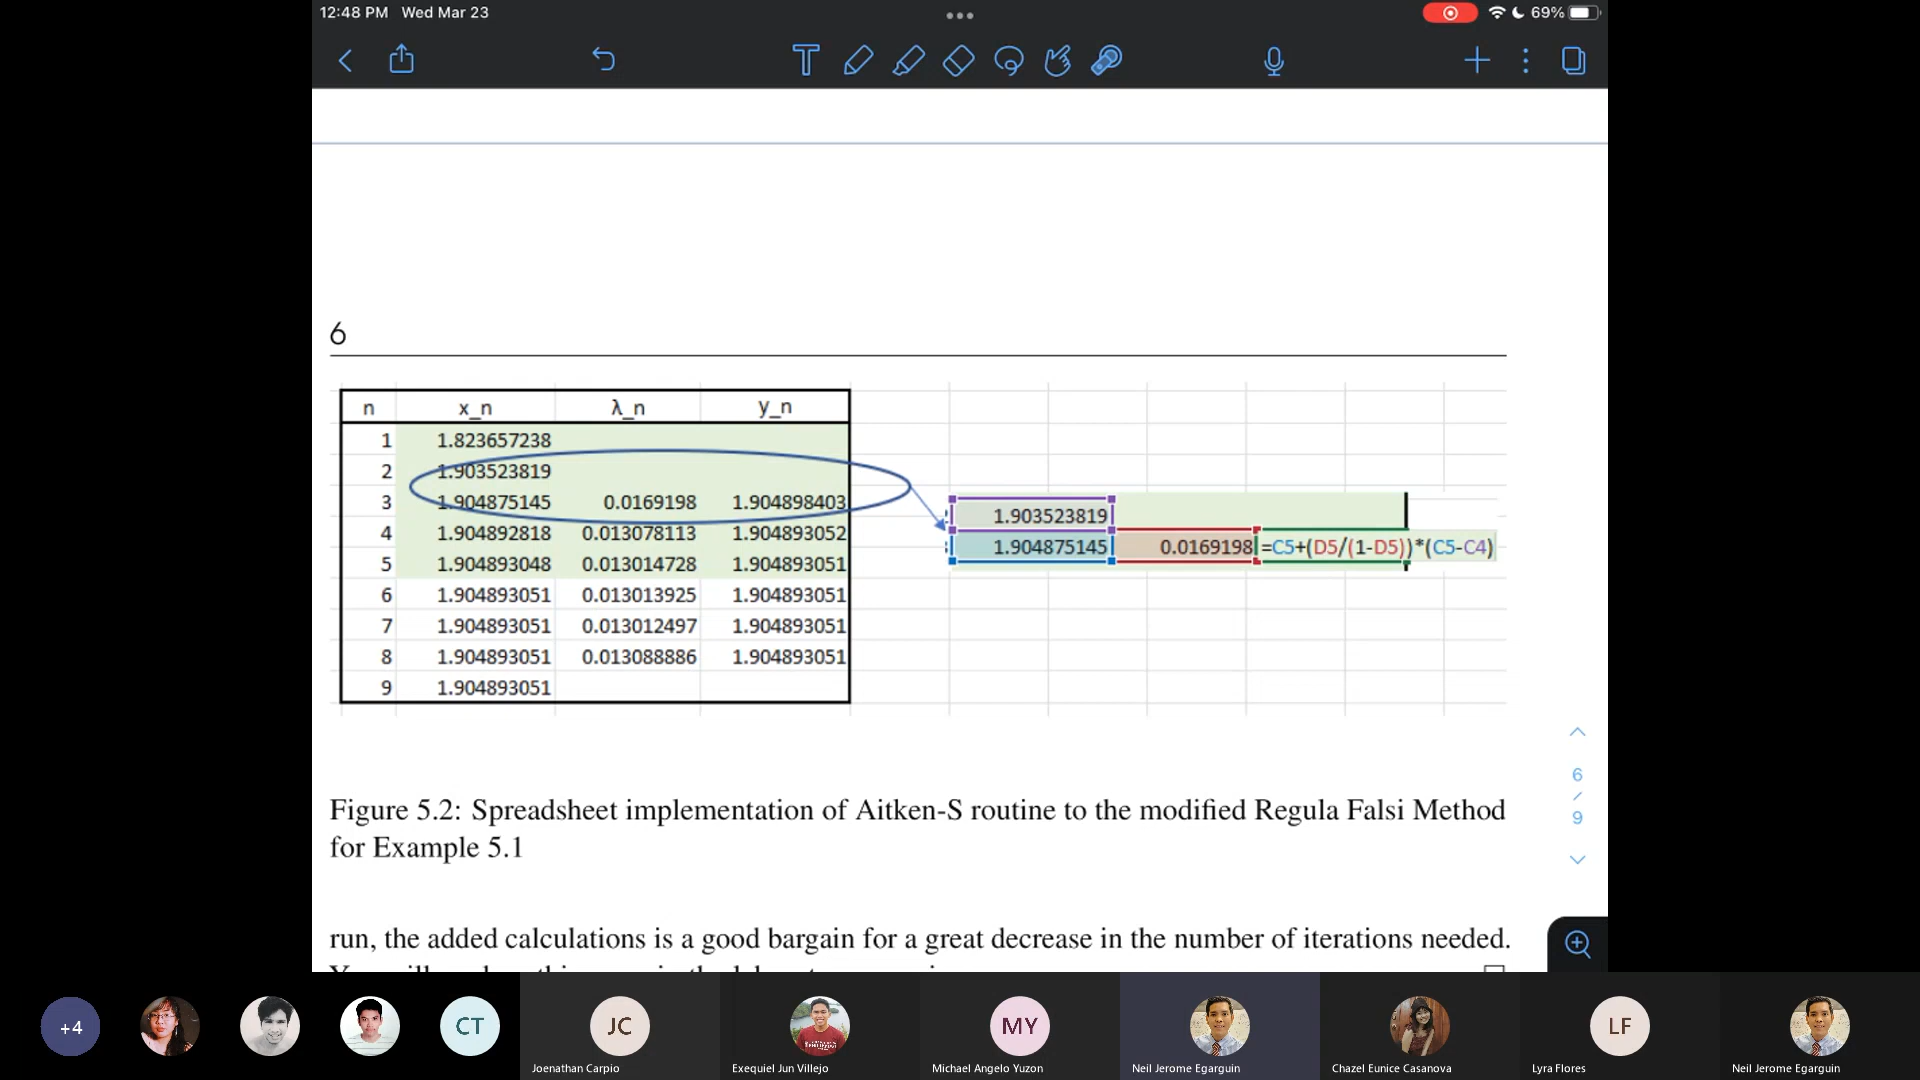 12:48 PM Wed Mar 23
69%
6
n x_n λ_n y_n
1 1.823657238
2 1.903523819
3 1.904875145 0.0169198 1.904898403
4 1.904892818 0.013078113 1.904893052
5 1.904893048 0.013014728 1.904893051
6 1.904893051 0.013013925 1.904893051
7 1.904893051 0.013012497 1.904893051
8 1.904893051 0.013088886 1.904893051
9 1.904893051
1.903523819
1.904875145 0.0169198 =C5+(D5/(1-D5))*(C5-C4)
6
/
9
Figure 5.2: Spreadsheet implementation of Aitken-S routine to the modified Regula Falsi Method
for Example 5.1
run, the added calculations is a good bargain for a great decrease in the number of iterations needed.
+4
CT
JC
MY
LF
Joenathan Carpio
Exequiel Jun Villejo
Michael Angelo Yuzon
Neil Jerome Egarguin
Chazel Eunice Casanova
Lyra Flores
Neil Jerome Egarguin